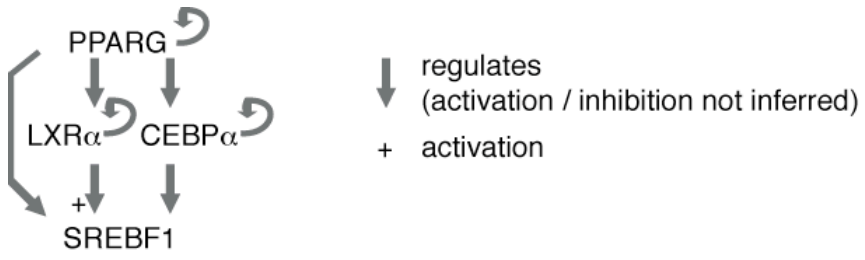 PPARG
LXRα CEBPα
+
SREBF1
regulates
(activation / inhibition not inferred)
+ activation